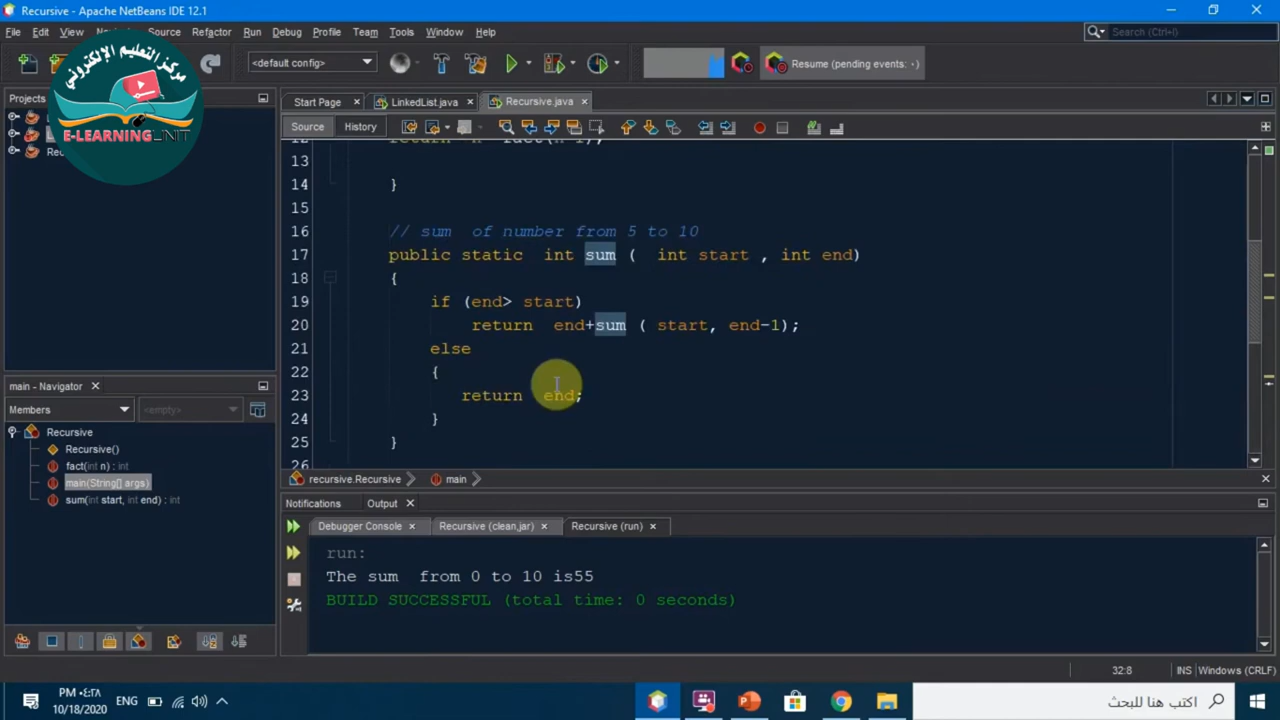 Recursive - Apache NetBeans IDE 12.1
File Edit View Source Refactor Run Debug Profile Team Tools Window Help
Search (Ctrl+I)
<default config>
Resume (pending events: ٠)
مركز التعليم الإلكتروني
E-LEARNING UNIT
Projects
Start Page
LinkedList.java
Recursive.java
Source History
13
14 }
15
16 // sum of number from 5 to 10
17 public static int sum ( int start , int end)
18 {
19 if (end> start)
20 return end+sum ( start, end-1);
21 else
22 {
23 return end;
24 }
25 }
26
main - Navigator
Members
<empty>
Recursive
Recursive()
fact(int n) : int
main(String[] args)
sum(int start, int end) : int
recursive.Recursive
main
Notifications
Output
Debugger Console
Recursive (clean,jar)
Recursive (run)
run:
The sum from 0 to 10 is55
BUILD SUCCESSFUL (total time: 0 seconds)
32:8
INS
Windows (CRLF)
PM ٠٤:٢٨
10/18/2020
ENG
اكتب هنا للبحث